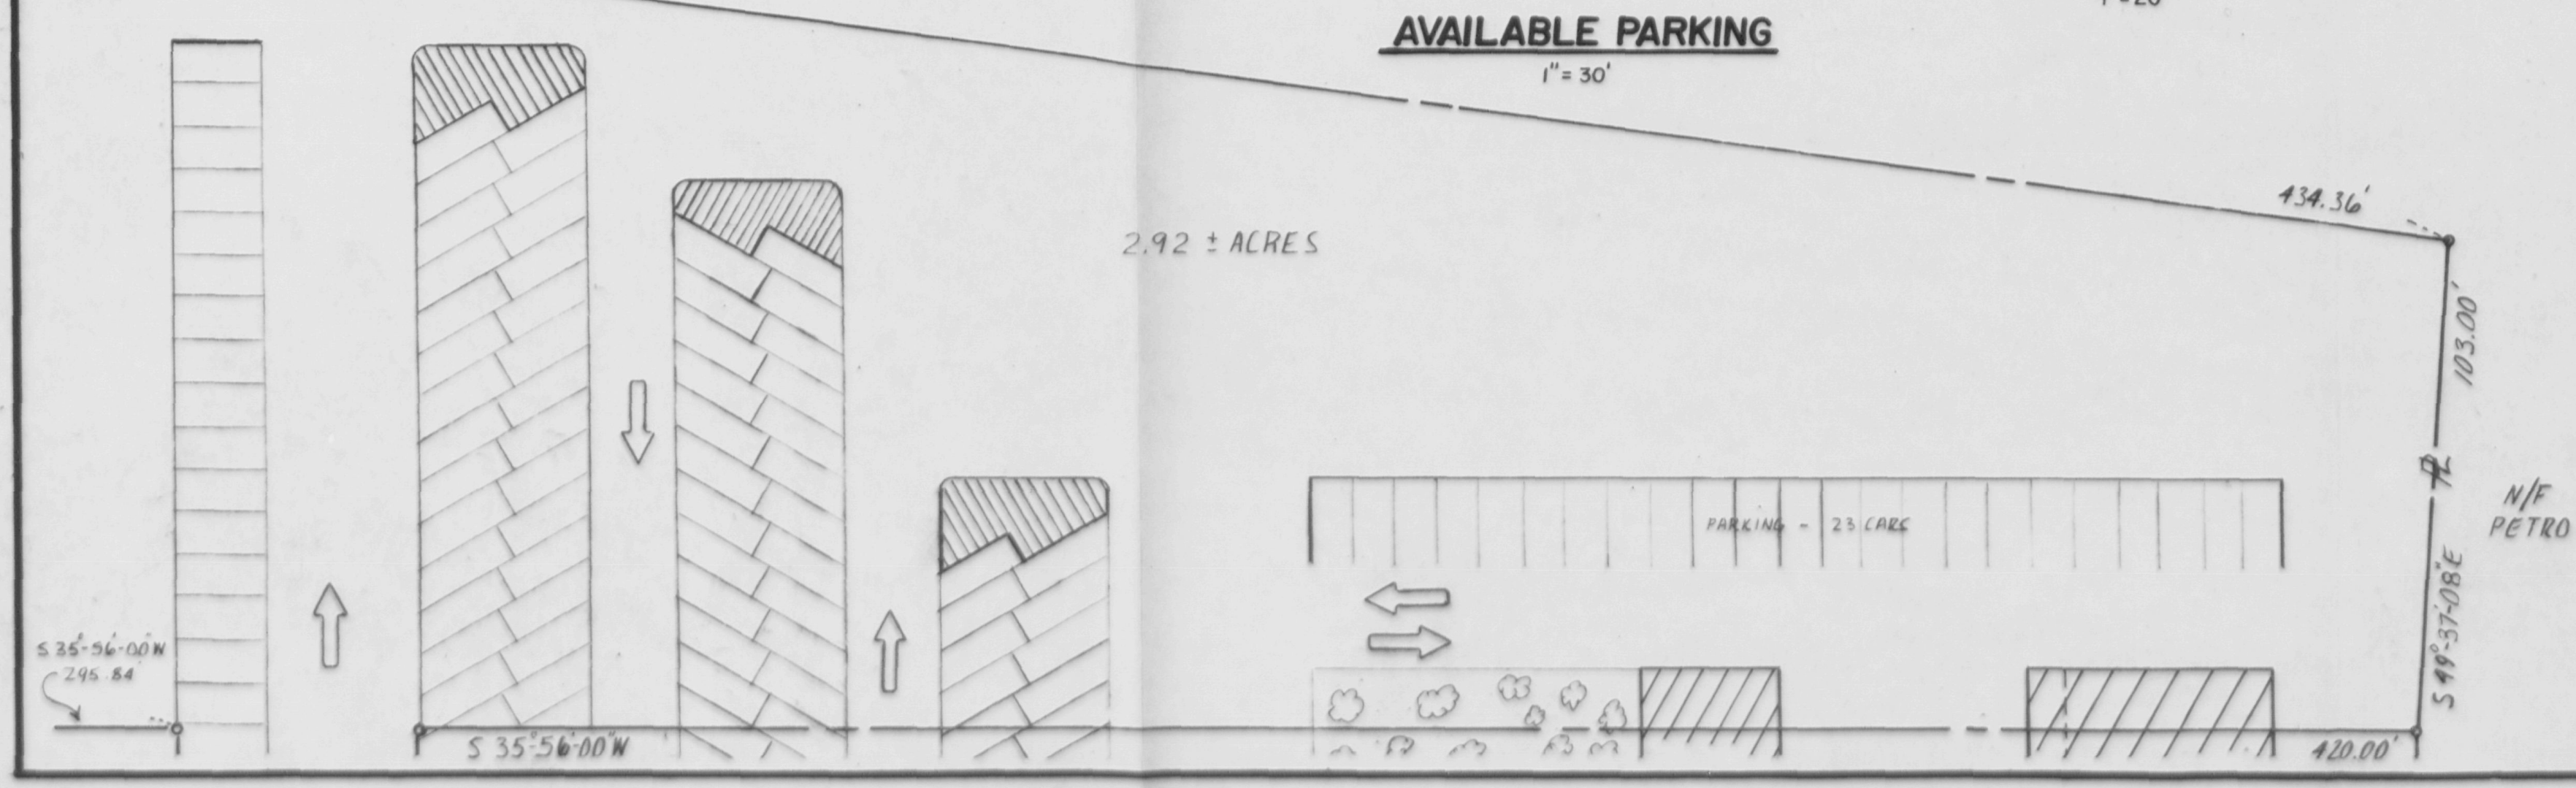 AVAILABLE PARKING
1"= 30'
434.36'
2.92 ± ACRES
103.00'
PARKING - 23 CARS
N/F
PETRO
S 49°-37'-08"E
S 35°-56'-00"W
295.84
S 35°-56'-00"W
420.00'